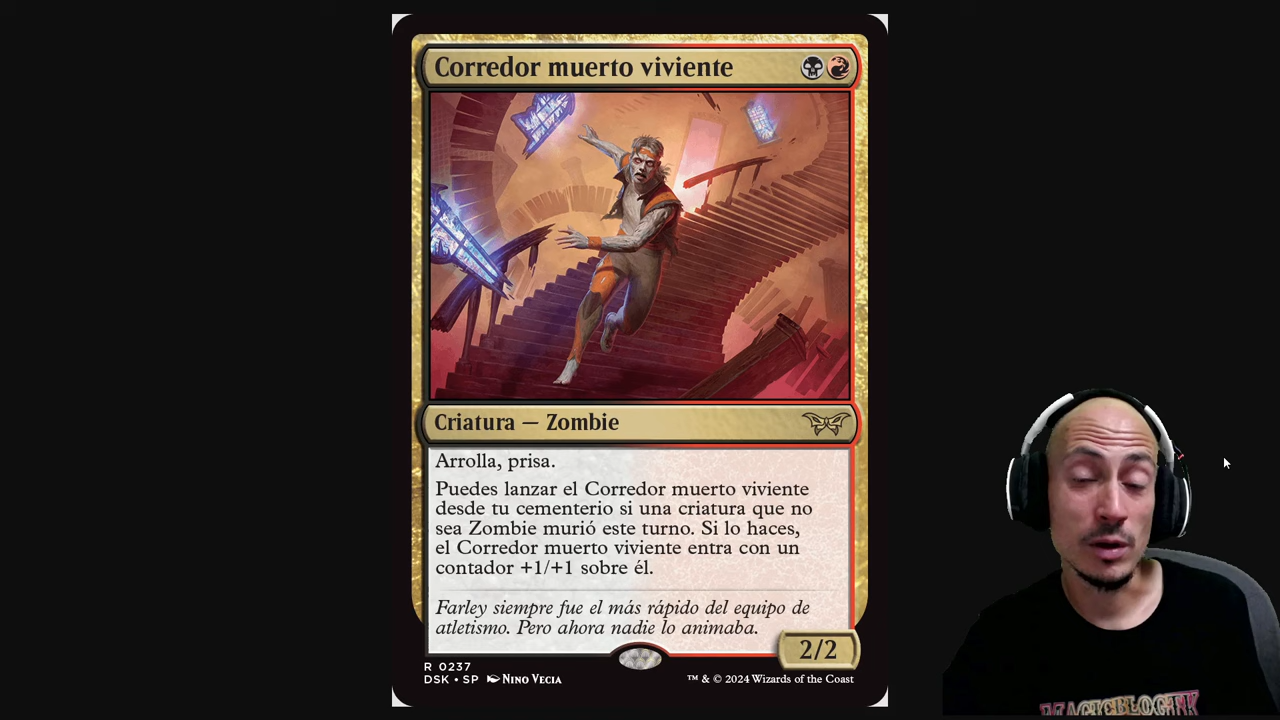 Corredor muerto viviente
Criatura — Zombie
Arrolla, prisa.
Puedes lanzar el Corredor muerto viviente
desde tu cementerio si una criatura que no
sea Zombie murió este turno. Si lo haces,
el Corredor muerto viviente entra con un
contador +1/+1 sobre él.
Farley siempre fue el más rápido del equipo de
atletismo. Pero ahora nadie lo animaba.
2/2
R 0237
DSK • SP NINO VECIA
™ & © 2024 Wizards of the Coast